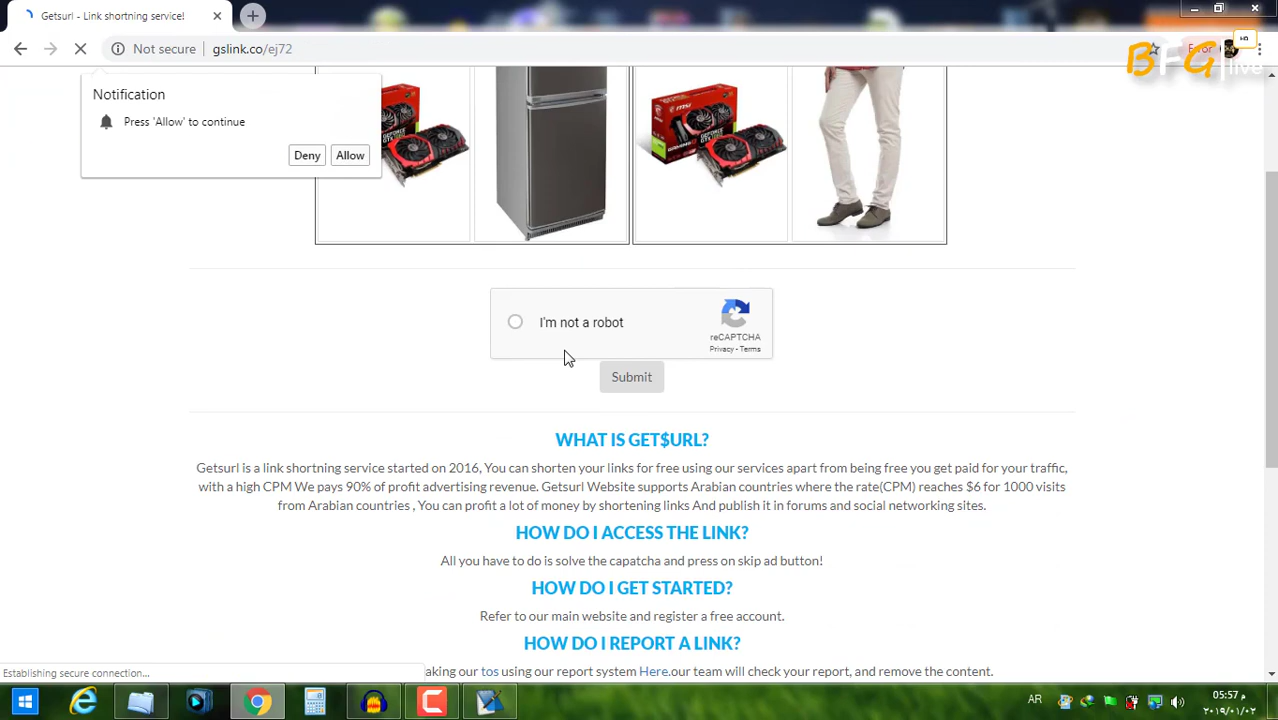 Getsurl - Link shortning service!
Not secure
gslink.co/ej72
Error
HD
BFG live
Notification
Press 'Allow' to continue
Deny
Allow
I'm not a robot
reCAPTCHA
Privacy - Terms
Submit
WHAT IS GET$URL?
Getsurl is a link shortning service started on 2016, You can shorten your links for free using our services apart from being free you get paid for your traffic,
with a high CPM We pays 90% of profit advertising revenue. Getsurl Website supports Arabian countries where the rate(CPM) reaches $6 for 1000 visits
from Arabian countries , You can profit a lot of money by shortening links And publish it in forums and social networking sites.
HOW DO I ACCESS THE LINK?
All you have to do is solve the capatcha and press on skip ad button!
HOW DO I GET STARTED?
Refer to our main website and register a free account.
HOW DO I REPORT A LINK?
aking our tos using our report system Here.our team will check your report, and remove the content.
Establishing secure connection...
AR
05:57 م
٢٠١٩/٠١/٠٢